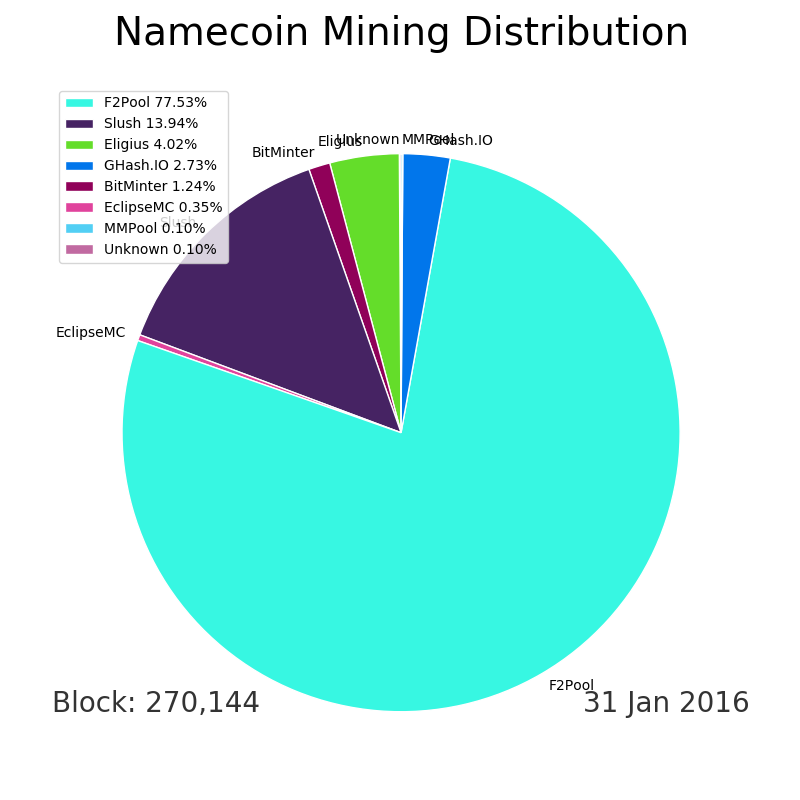 Namecoin Mining Distribution
F2Pool 77.53%
Slush 13.94%
Eligius 4.02%
GHash.IO 2.73%
BitMinter 1.24%
EclipseMC 0.35%
MMPool 0.10%
Unknown 0.10%
BitMinter
Eligius
Unknown
MMPool
GHash.IO
Slush
EclipseMC
F2Pool
Block: 270,144
31 Jan 2016